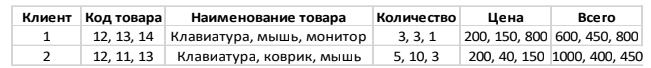 Клиент Код товара Наименование товара Количество Цена Всего
1 12, 13, 14 Клавиатура, мышь, монитор 3, 3, 1 200, 150, 800 600, 450, 800
2 12, 11, 13 Клавиатура, коврик, мышь 5, 10, 3 200, 40, 150 1000, 400, 450